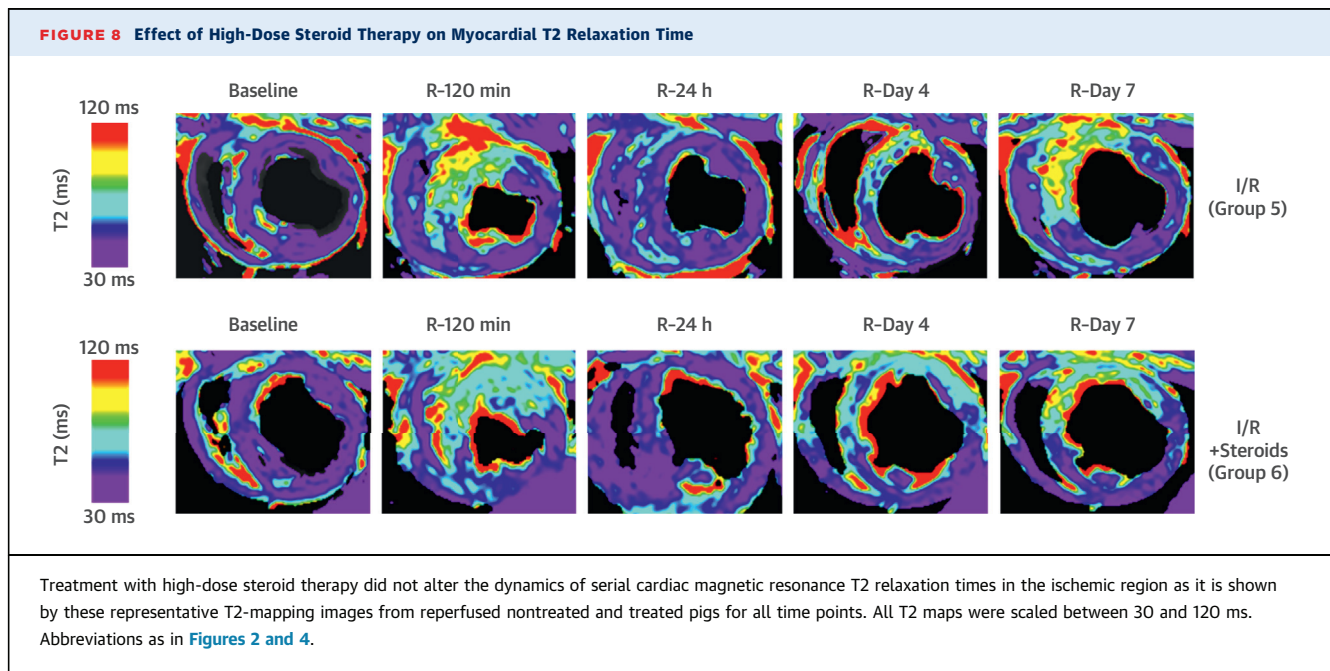 FIGURE 8 Effect of High-Dose Steroid Therapy on Myocardial T2 Relaxation Time
Baseline R-120 min R-24 h R-Day 4 R-Day 7
120 ms
T2 (ms)
30 ms
I/R
(Group 5)
Baseline R-120 min R-24 h R-Day 4 R-Day 7
120 ms
T2 (ms)
30 ms
I/R
+Steroids
(Group 6)
Treatment with high-dose steroid therapy did not alter the dynamics of serial cardiac magnetic resonance T2 relaxation times in the ischemic region as it is shown
by these representative T2-mapping images from reperfused nontreated and treated pigs for all time points. All T2 maps were scaled between 30 and 120 ms.
Abbreviations as in Figures 2 and 4.